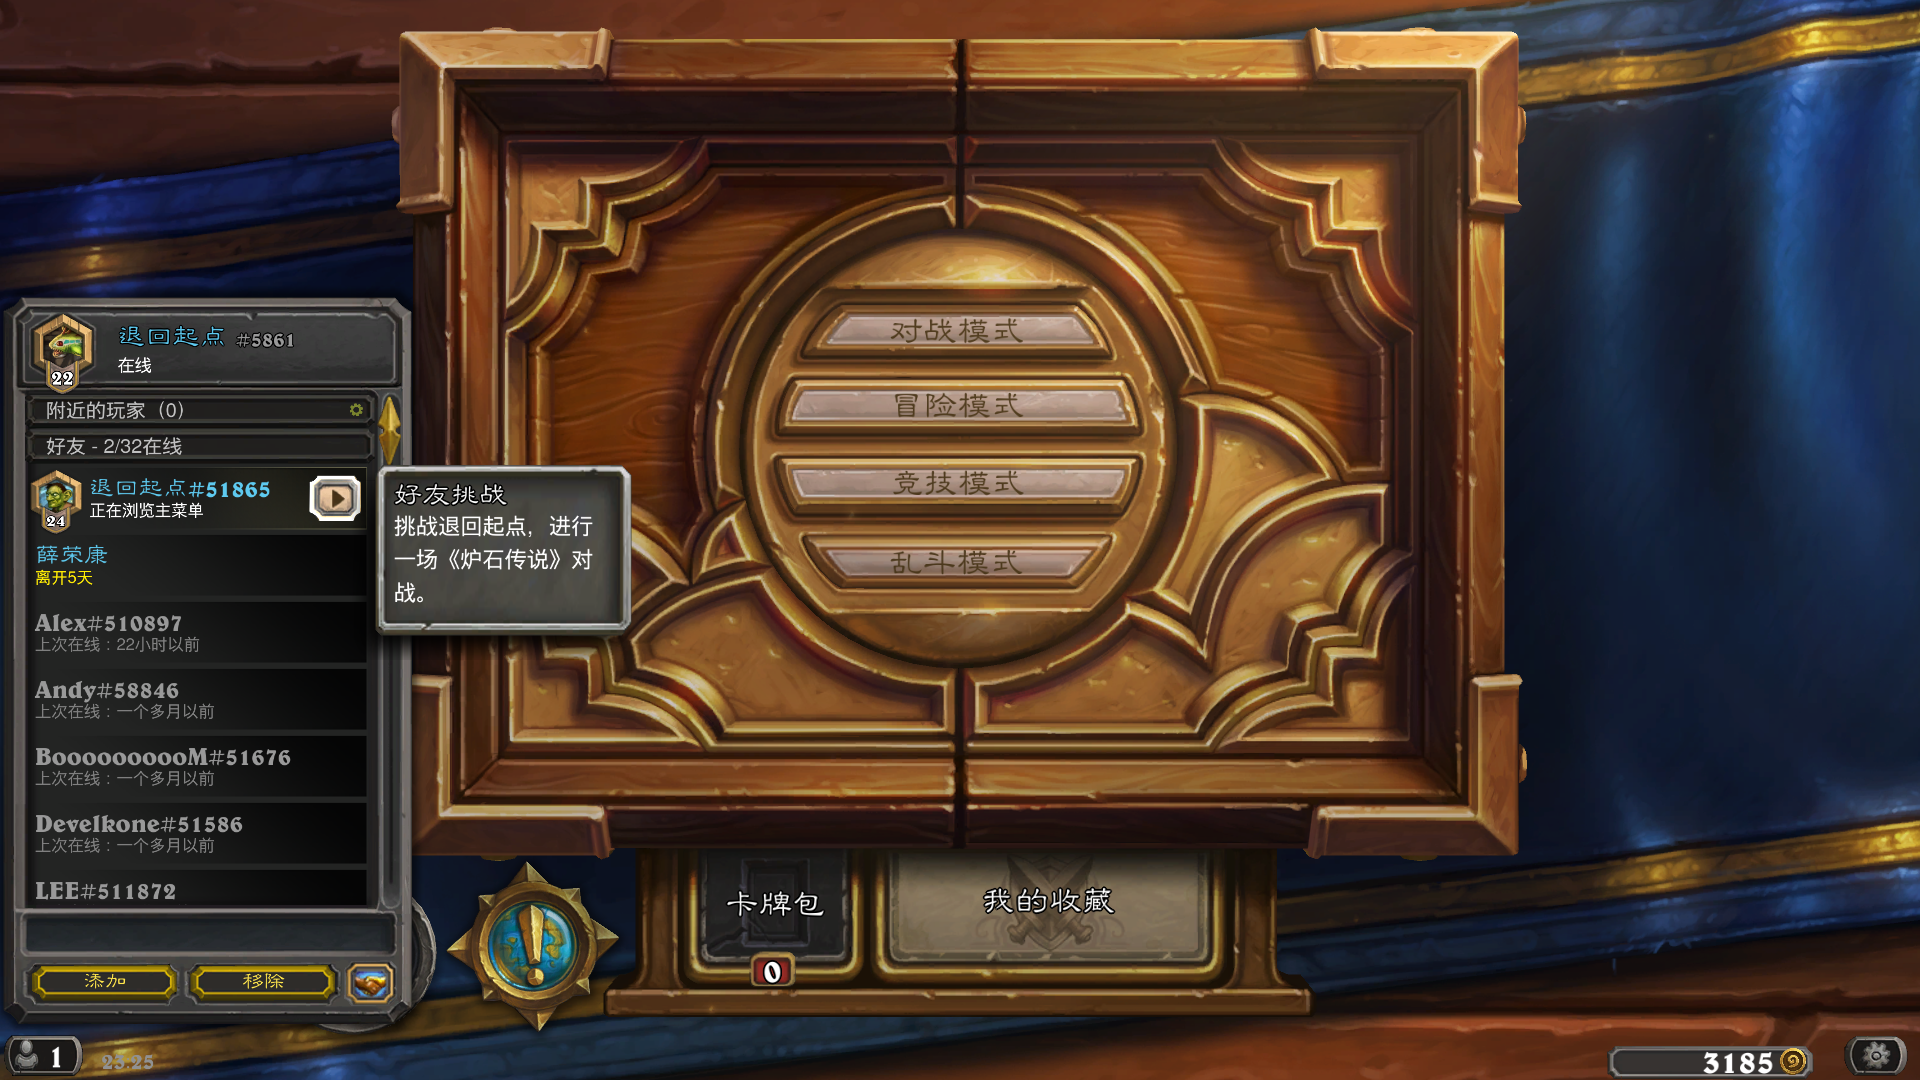 退回起点 #5861
在线
22
附近的玩家（0）
好友 - 2/32在线
退回起点#51865
正在浏览主菜单
24
薛荣康
离开5天
Alex#510897
上次在线：22小时以前
Andy#58846
上次在线：一个多月以前
BoooooooooM#51676
上次在线：一个多月以前
Develkone#51586
上次在线：一个多月以前
LEE#511872
添加
移除
1
23:25
好友挑战
挑战退回起点，进行
一场《炉石传说》对
战。
对战模式
冒险模式
竞技模式
乱斗模式
卡牌包
0
我的收藏
3185